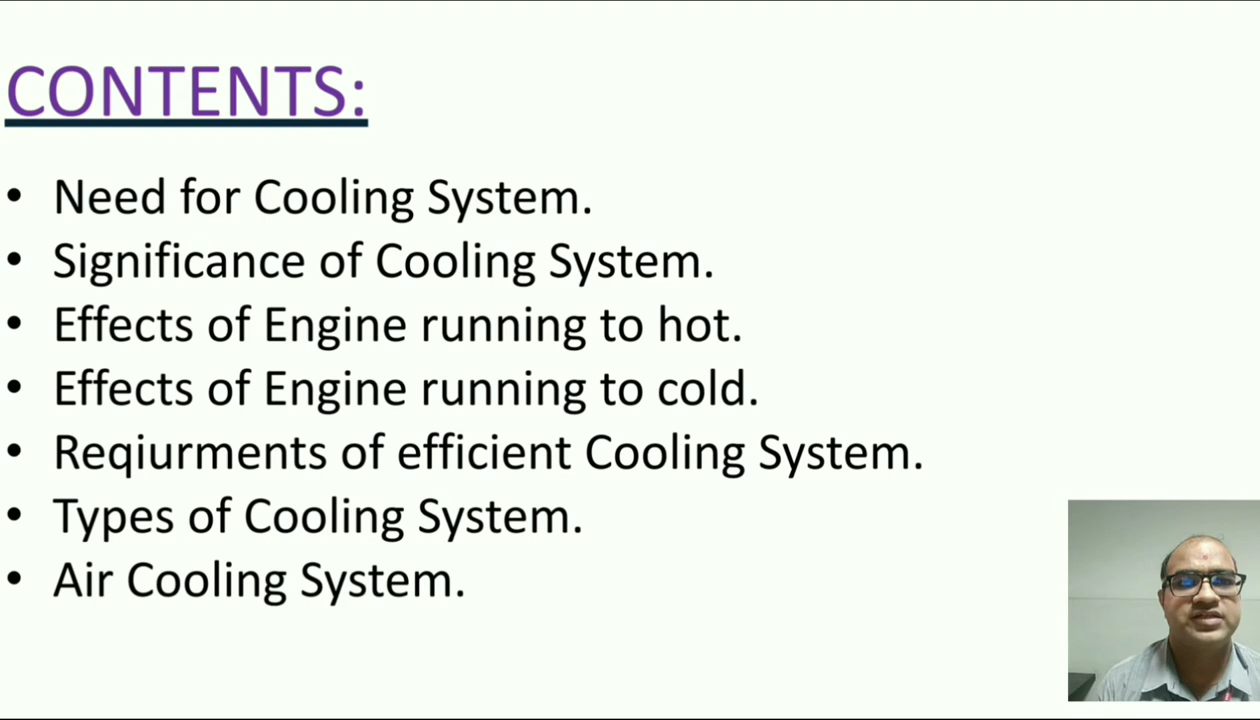 CONTENTS:
• Need for Cooling System.
• Significance of Cooling System.
• Effects of Engine running to hot.
• Effects of Engine running to cold.
• Reqiurments of efficient Cooling System.
• Types of Cooling System.
• Air Cooling System.